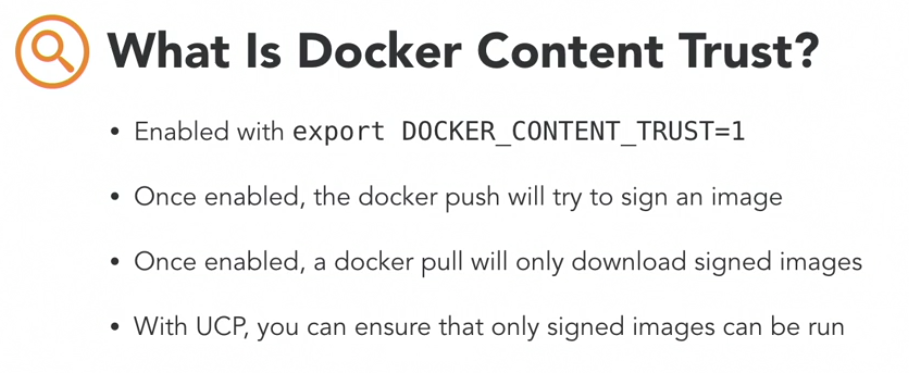 What Is Docker Content Trust?
• Enabled with export DOCKER_CONTENT_TRUST=1
• Once enabled, the docker push will try to sign an image
• Once enabled, a docker pull will only download signed images
• With UCP, you can ensure that only signed images can be run